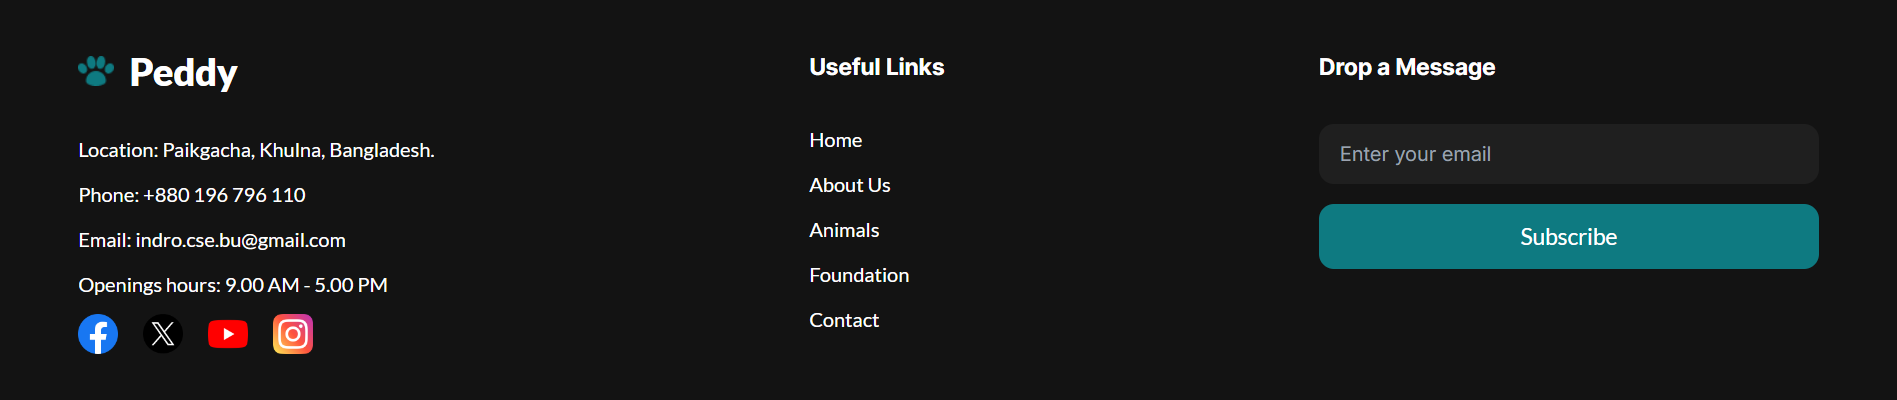 Peddy
Location: Paikgacha, Khulna, Bangladesh.
Phone: +880 196 796 110
Email: indro.cse.bu@gmail.com
Openings hours: 9.00 AM - 5.00 PM
Useful Links
Home
About Us
Animals
Foundation
Contact
Drop a Message
Enter your email
Subscribe